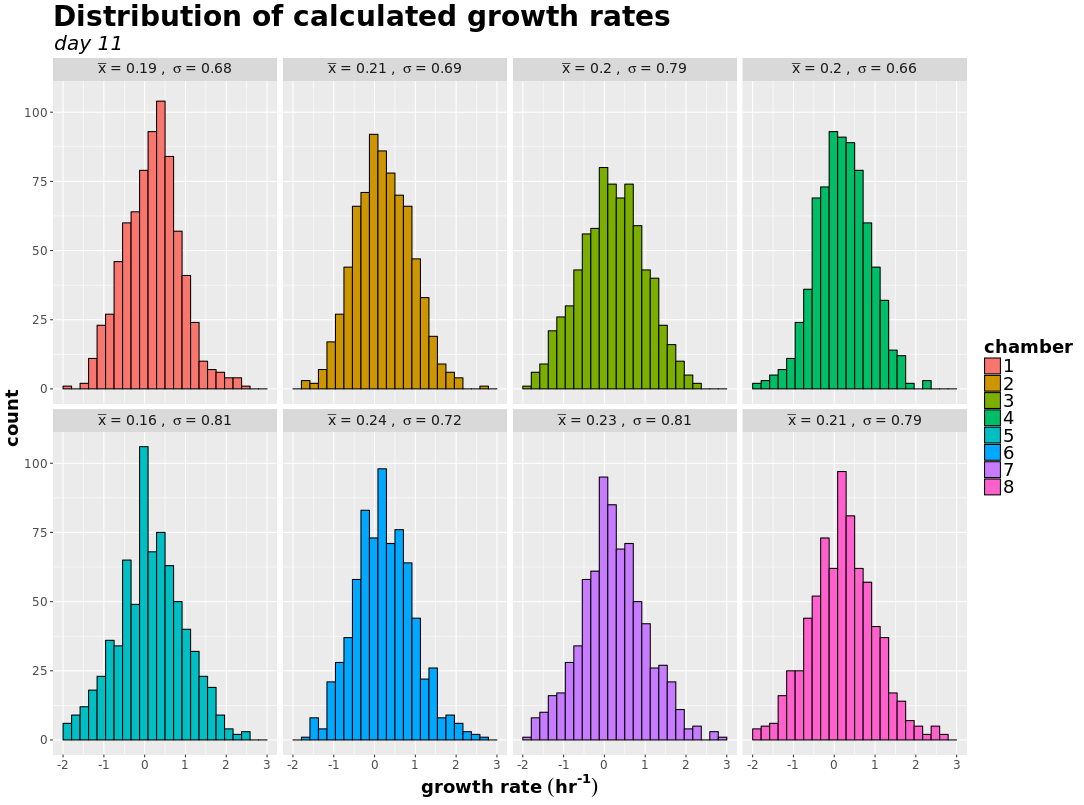 Distribution of calculated growth rates
day 11
x̅ = 0.19 , σ = 0.68
x̅ = 0.21 , σ = 0.69
x̅ = 0.2 , σ = 0.79
x̅ = 0.2 , σ = 0.66
100
75
50
25
0
x̅ = 0.16 , σ = 0.81
x̅ = 0.24 , σ = 0.72
x̅ = 0.23 , σ = 0.81
x̅ = 0.21 , σ = 0.79
100
75
50
25
0
-2 -1 0 1 2 3
-2 -1 0 1 2 3
-2 -1 0 1 2 3
-2 -1 0 1 2 3
growth rate (hr⁻¹)
count
chamber
1
2
3
4
5
6
7
8